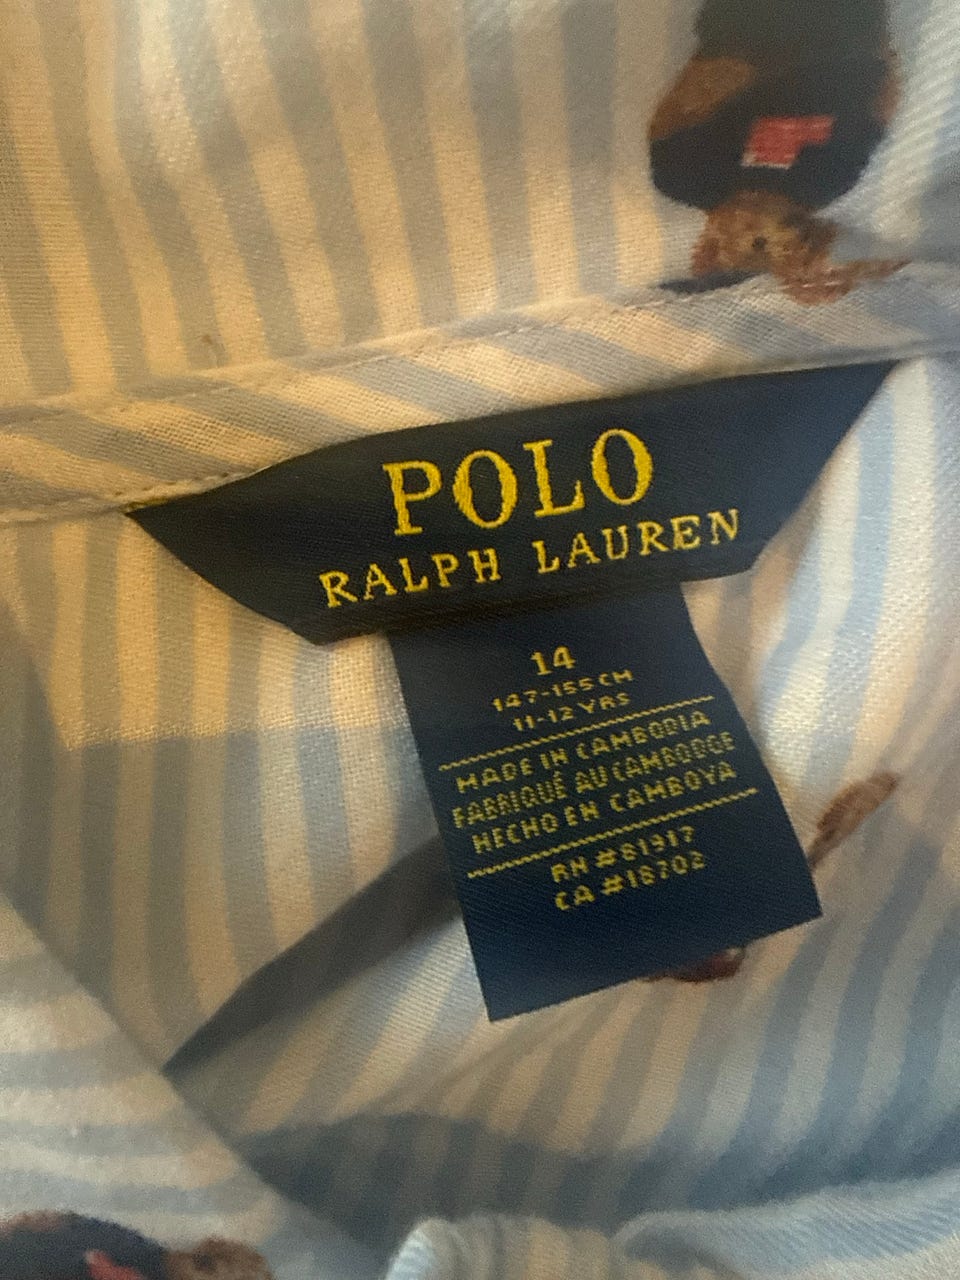 POLO
RALPH LAUREN
14
147-155 CM
11-12 YRS
MADE IN CAMBODIA
FABRIQUÉ AU CAMBODGE
HECHO EN CAMBOYA
RN #81917
CA #18702